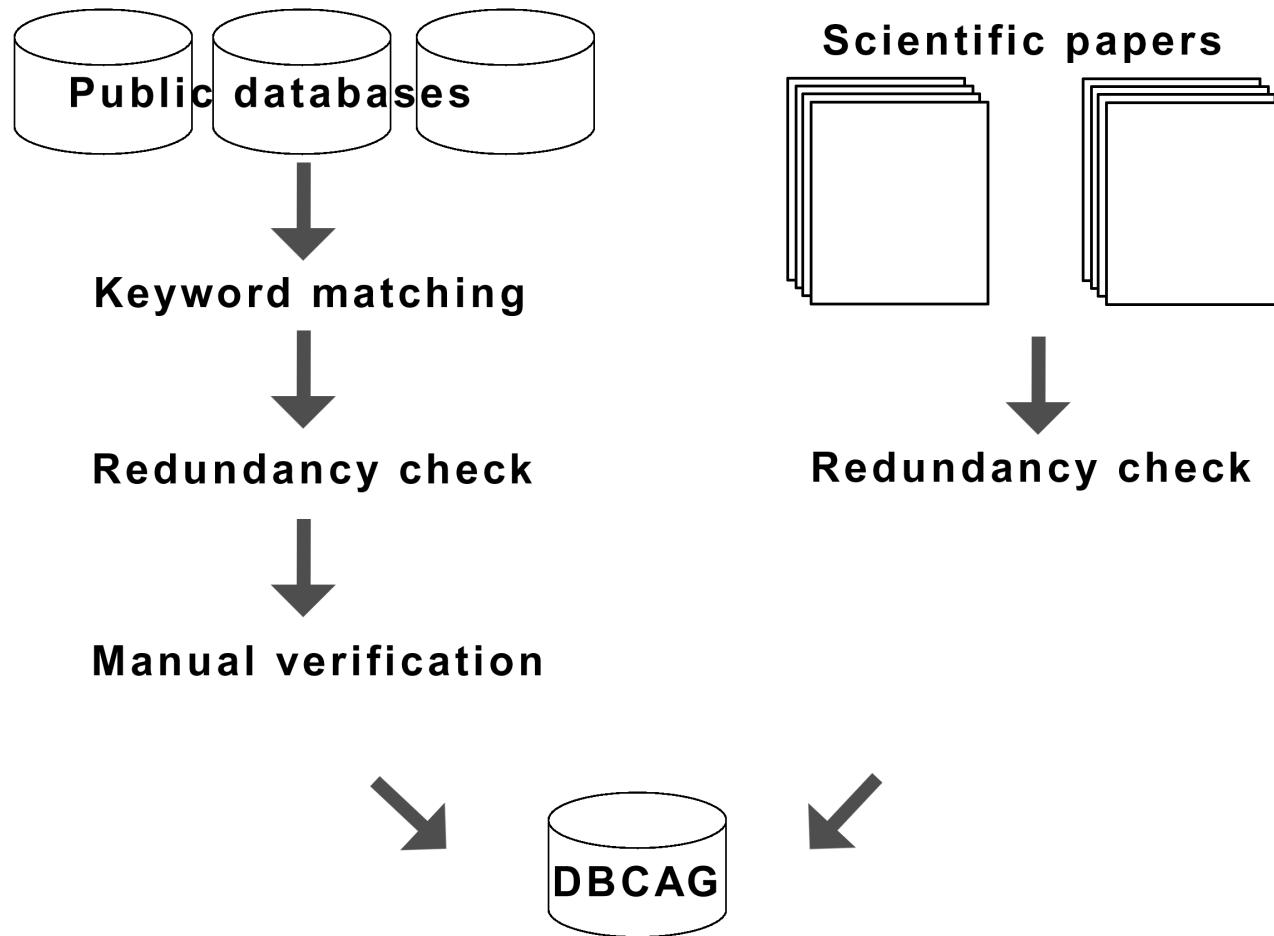 Public databases
Scientific papers
Keyword matching
Redundancy check
Redundancy check
Manual verification
DBCAG